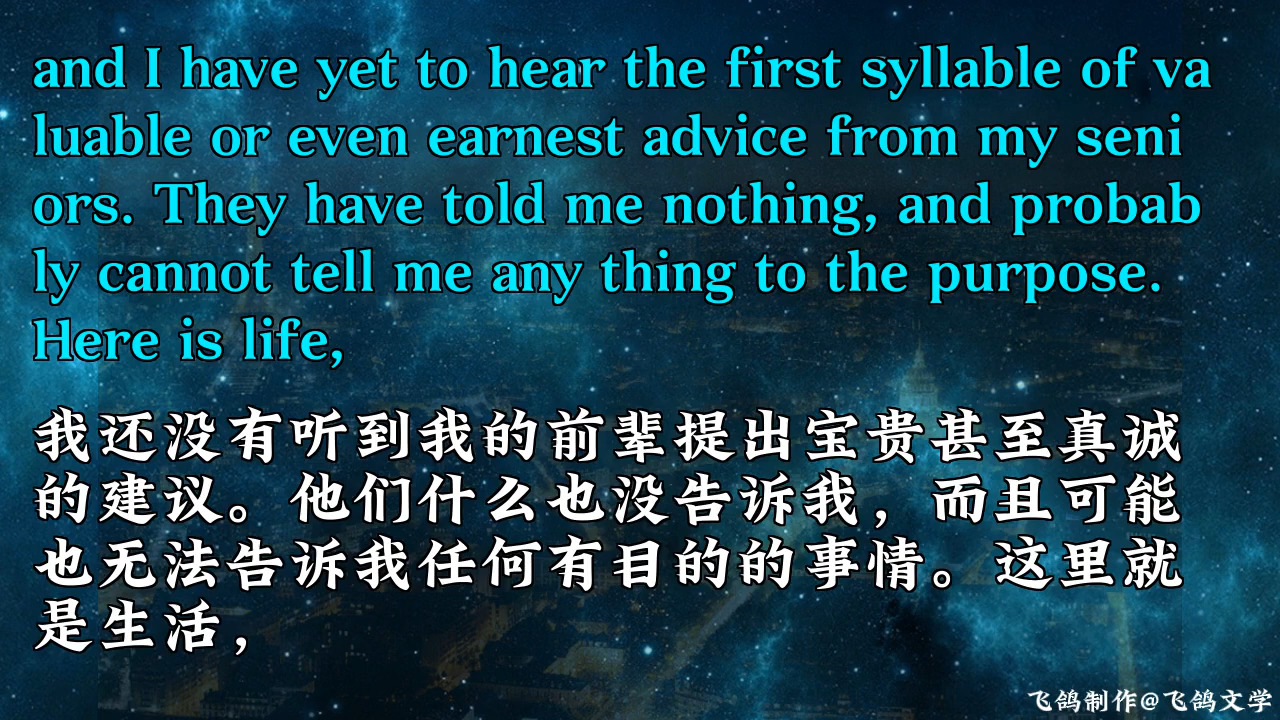 and I have yet to hear the first syllable of va
luable or even earnest advice from my seni
ors. They have told me nothing, and probab
ly cannot tell me any thing to the purpose.
Here is life,
我还没有听到我的前辈提出宝贵甚至真诚
的建议。他们什么也没告诉我，而且可能
也无法告诉我任何有目的的事情。这里就
是生活，
飞鸽制作@飞鸽文学